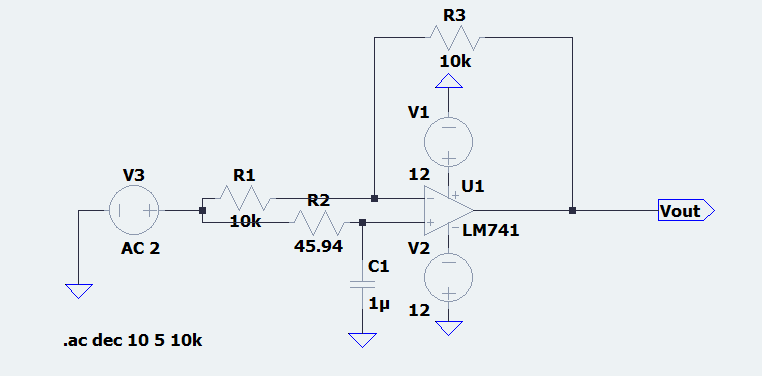 R3
10k
V1
12
V3
AC 2
R1
10k
R2
45.94
U1
LM741
V2
12
C1
1µ
Vout
.ac dec 10 5 10k